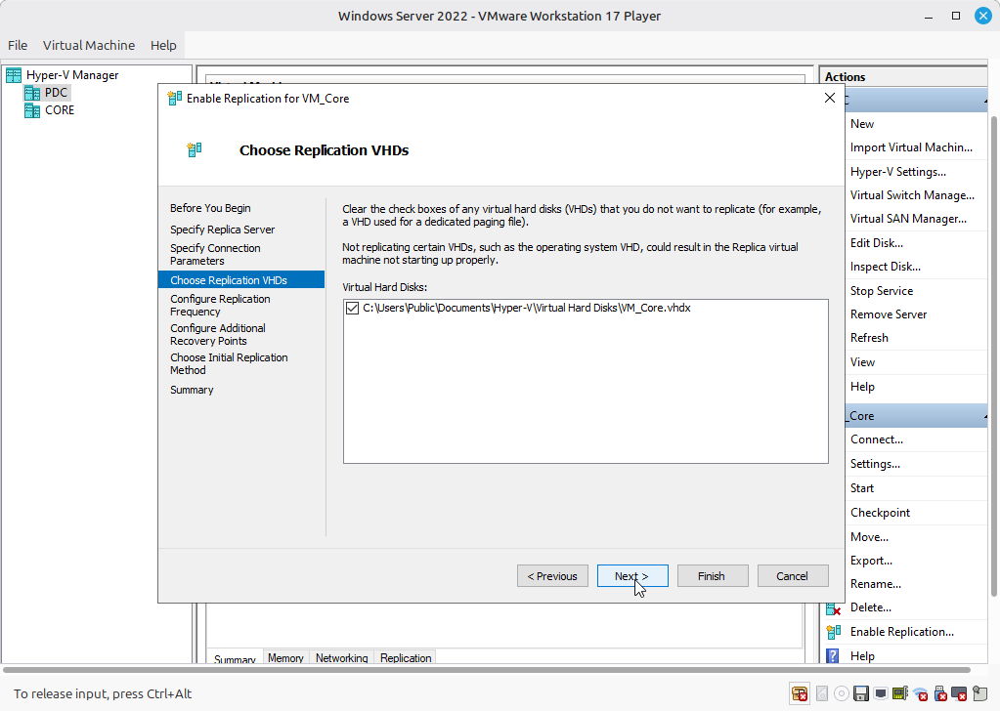 Windows Server 2022 - VMware Workstation 17 Player
File Virtual Machine Help
Hyper-V Manager
PDC
CORE
Enable Replication for VM_Core
Choose Replication VHDs
Before You Begin
Specify Replica Server
Specify Connection
Parameters
Choose Replication VHDs
Configure Replication
Frequency
Configure Additional
Recovery Points
Choose Initial Replication
Method
Summary
Clear the check boxes of any virtual hard disks (VHDs) that you do not want to replicate (for example,
a VHD used for a dedicated paging file).
Not replicating certain VHDs, such as the operating system VHD, could result in the Replica virtual
machine not starting up properly.
Virtual Hard Disks:
C:\Users\Public\Documents\Hyper-V\Virtual Hard Disks\VM_Core.vhdx
< Previous
Next >
Finish
Cancel
Summary Memory Networking Replication
Actions
New
Import Virtual Machin...
Hyper-V Settings...
Virtual Switch Manage...
Virtual SAN Manager...
Edit Disk...
Inspect Disk...
Stop Service
Remove Server
Refresh
View
Help
_Core
Connect...
Settings...
Start
Checkpoint
Move...
Export...
Rename...
Delete...
Enable Replication...
Help
To release input, press Ctrl+Alt